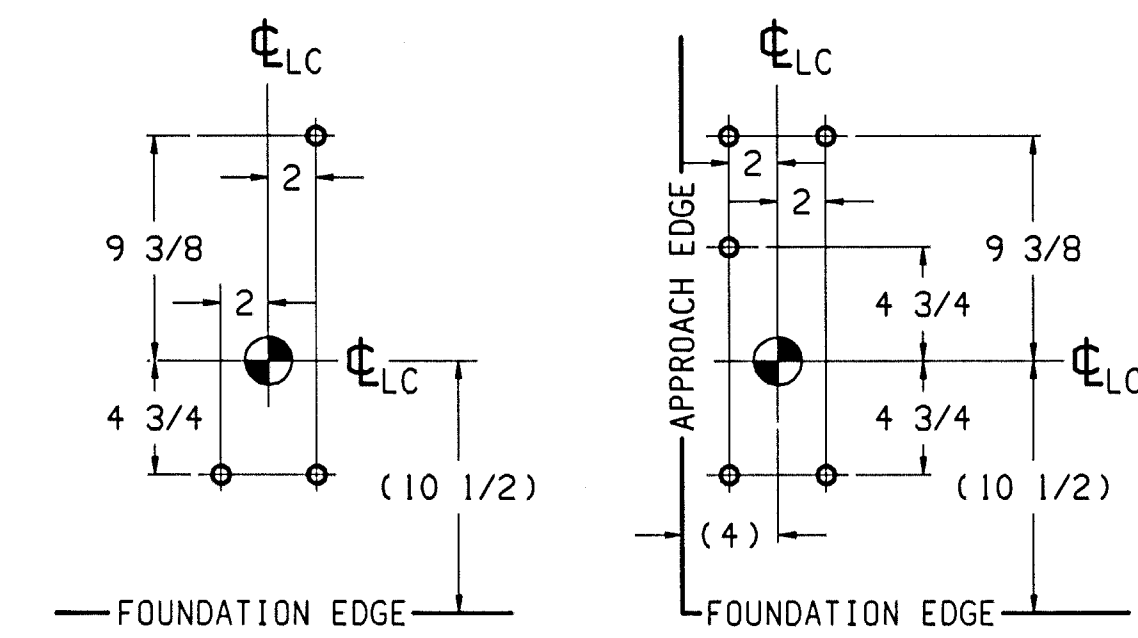 ℄LC
2
9 3/8
2
℄LC
4 3/4
(10 1/2)
FOUNDATION EDGE
℄LC
2
2
APPROACH EDGE
9 3/8
4 3/4
℄LC
4 3/4
(10 1/2)
(4)
FOUNDATION EDGE